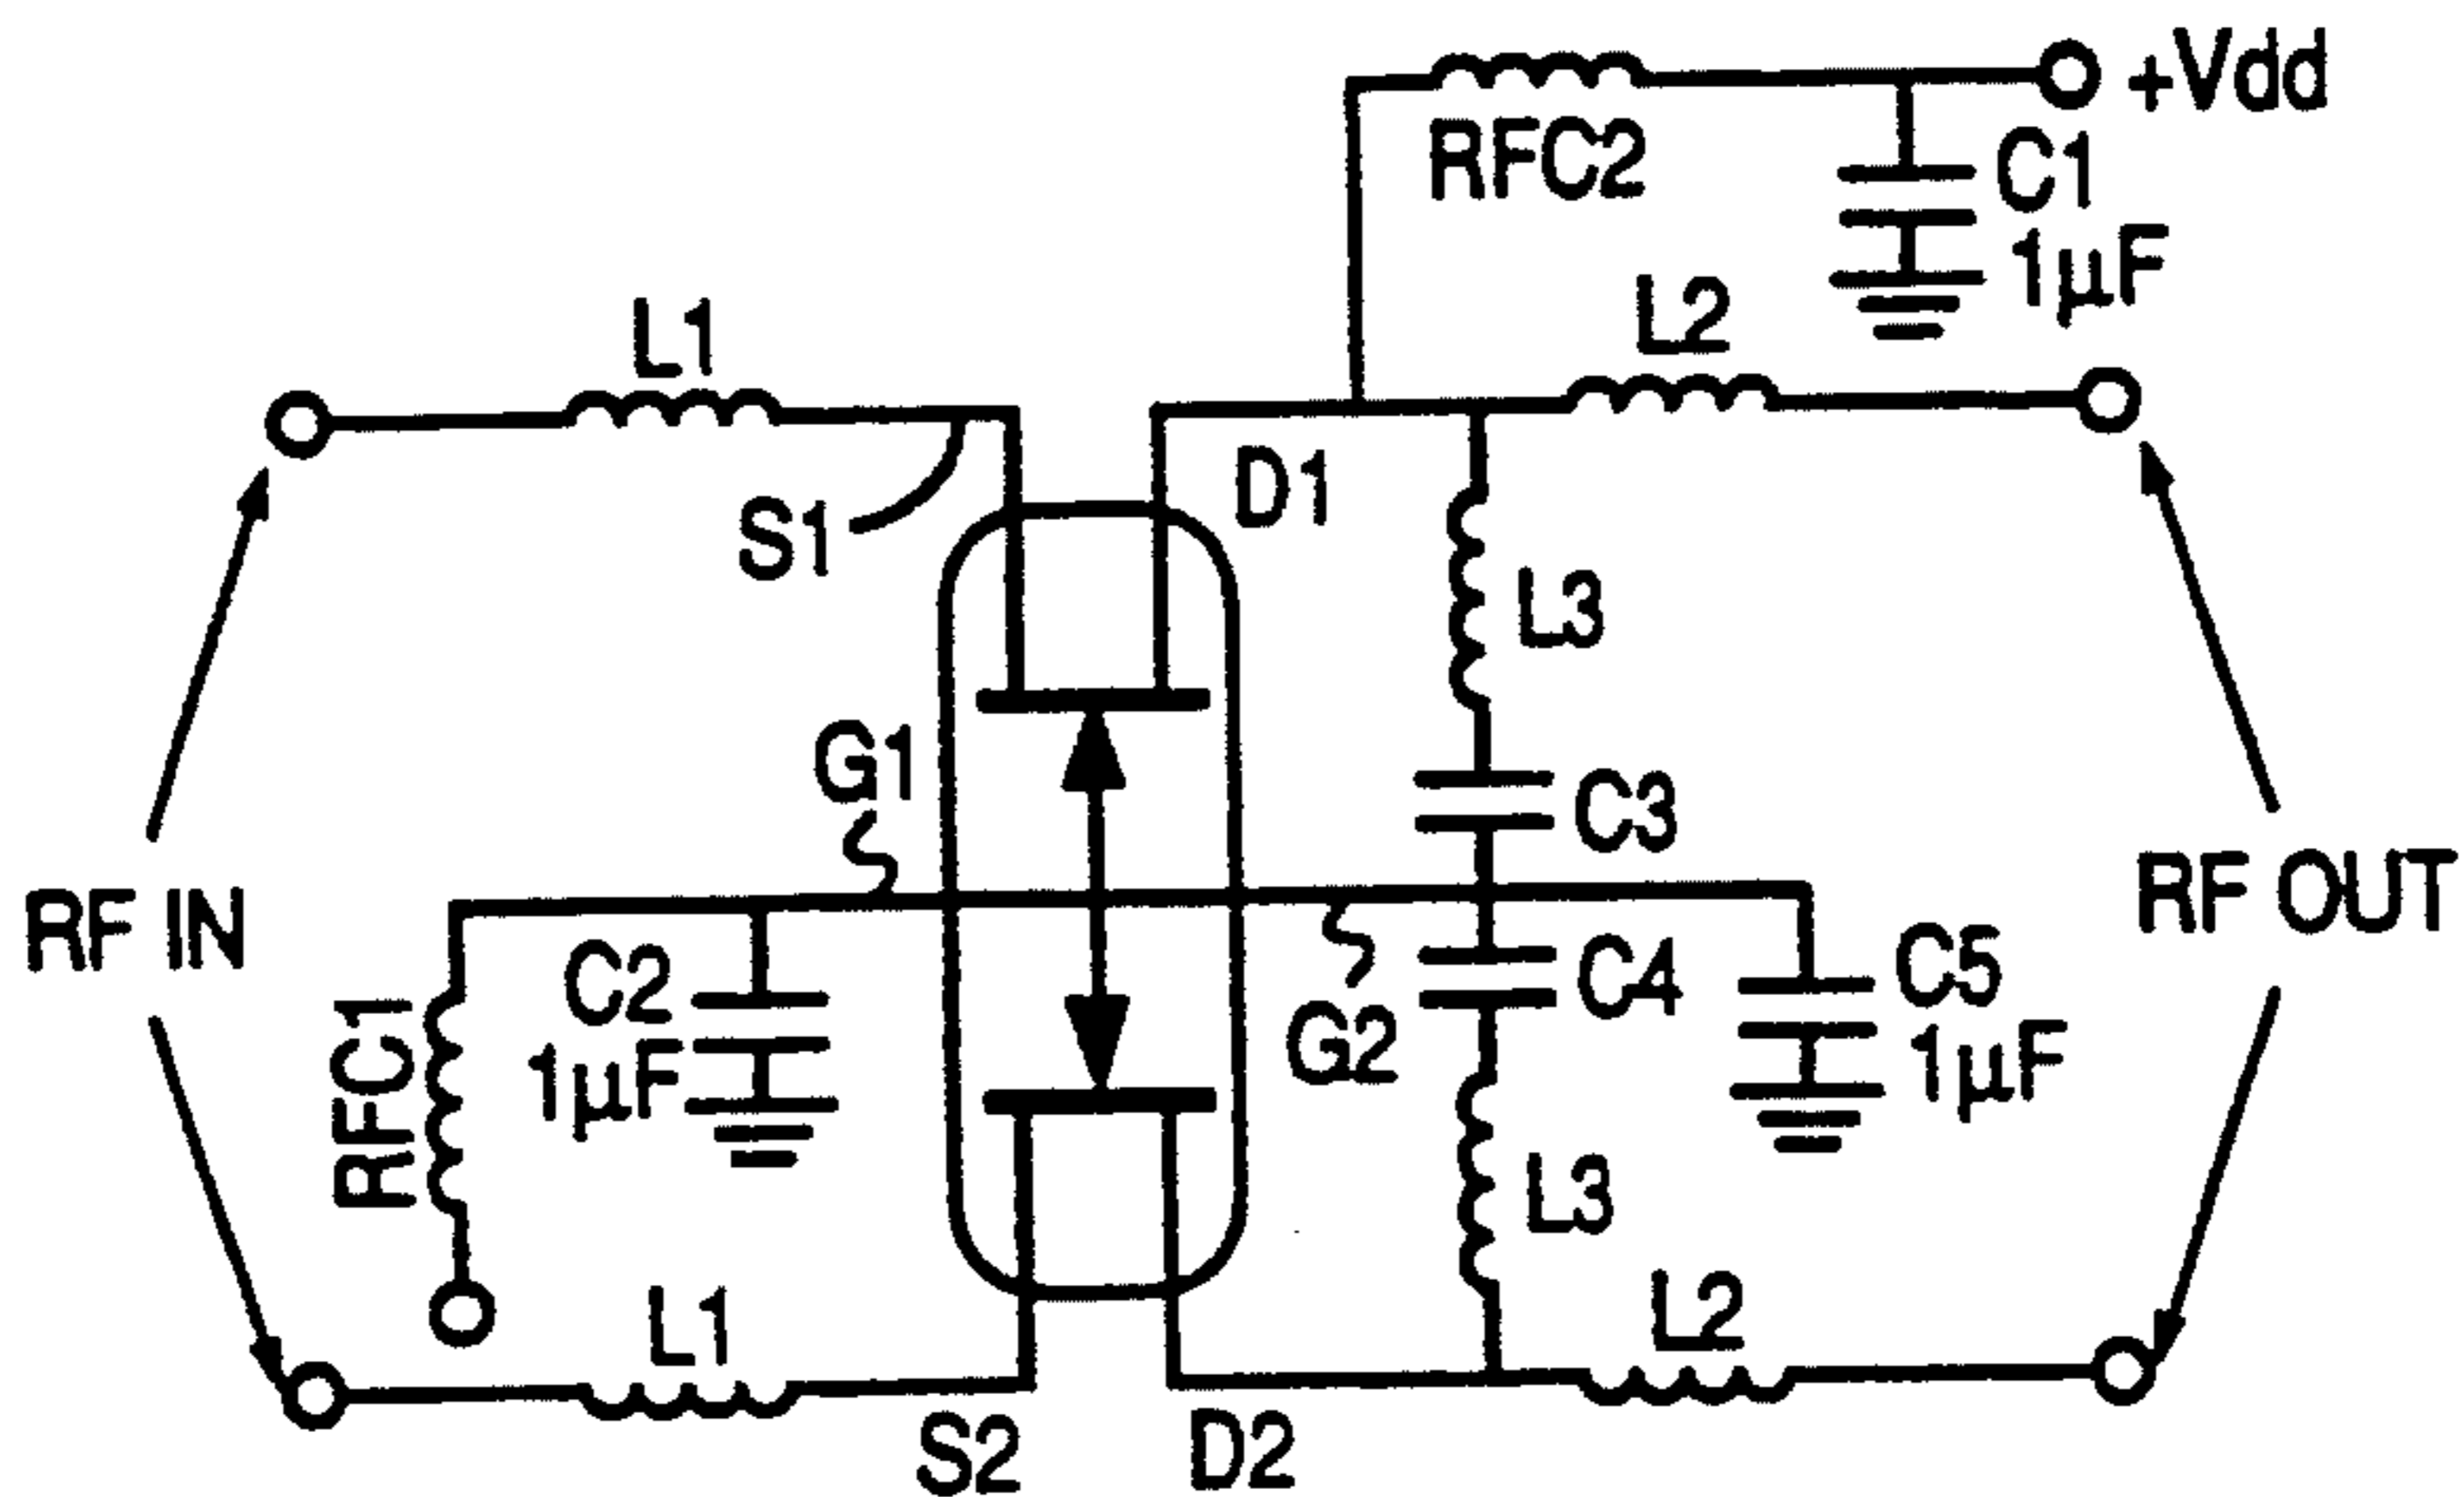 +Vdd
RFC2
C1
1µF
L1
L2
S1
D1
L3
G1
C3
RF IN
RF OUT
C2
1µF
C4
C5
1µF
RFC1
G2
L3
L1
L2
S2
D2